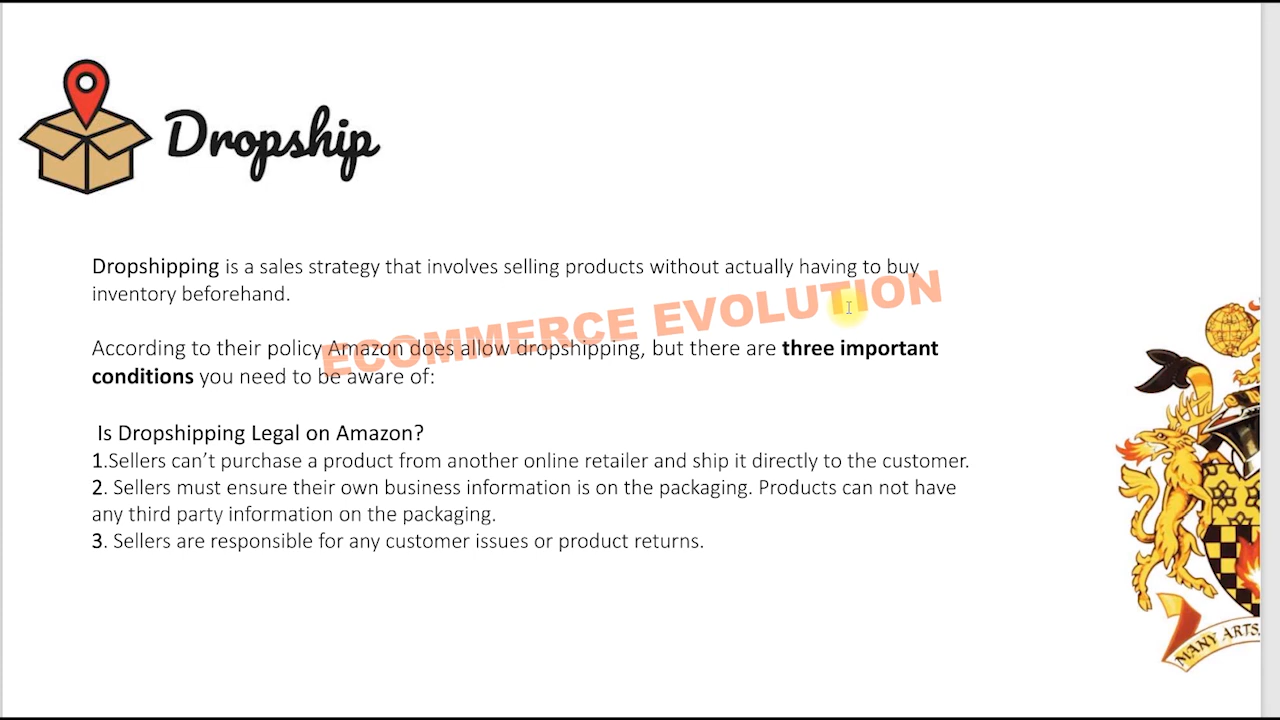 Dropship
Dropshipping is a sales strategy that involves selling products without actually having to buy
inventory beforehand.
ECOMMERCE EVOLUTION
According to their policy Amazon does allow dropshipping, but there are three important
conditions you need to be aware of:
Is Dropshipping Legal on Amazon?
1.Sellers can’t purchase a product from another online retailer and ship it directly to the customer.
2. Sellers must ensure their own business information is on the packaging. Products can not have
any third party information on the packaging.
3. Sellers are responsible for any customer issues or product returns.
MANY ARTS,